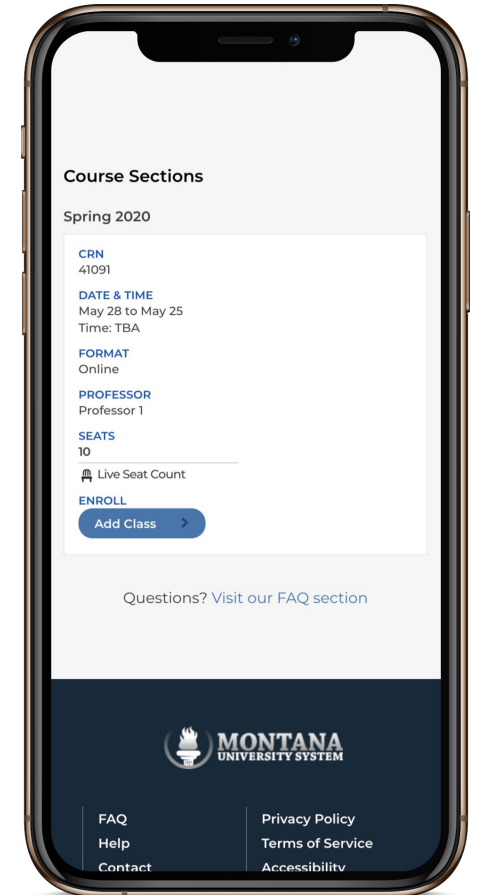 Course Sections
Spring 2020
CRN
41091
DATE & TIME
May 28 to May 25
Time: TBA
FORMAT
Online
PROFESSOR
Professor 1
SEATS
10
Live Seat Count
ENROLL
Add Class
Questions? Visit our FAQ section
MONTANA
UNIVERSITY SYSTEM
FAQ
Privacy Policy
Help
Terms of Service
Contact
Accessibility